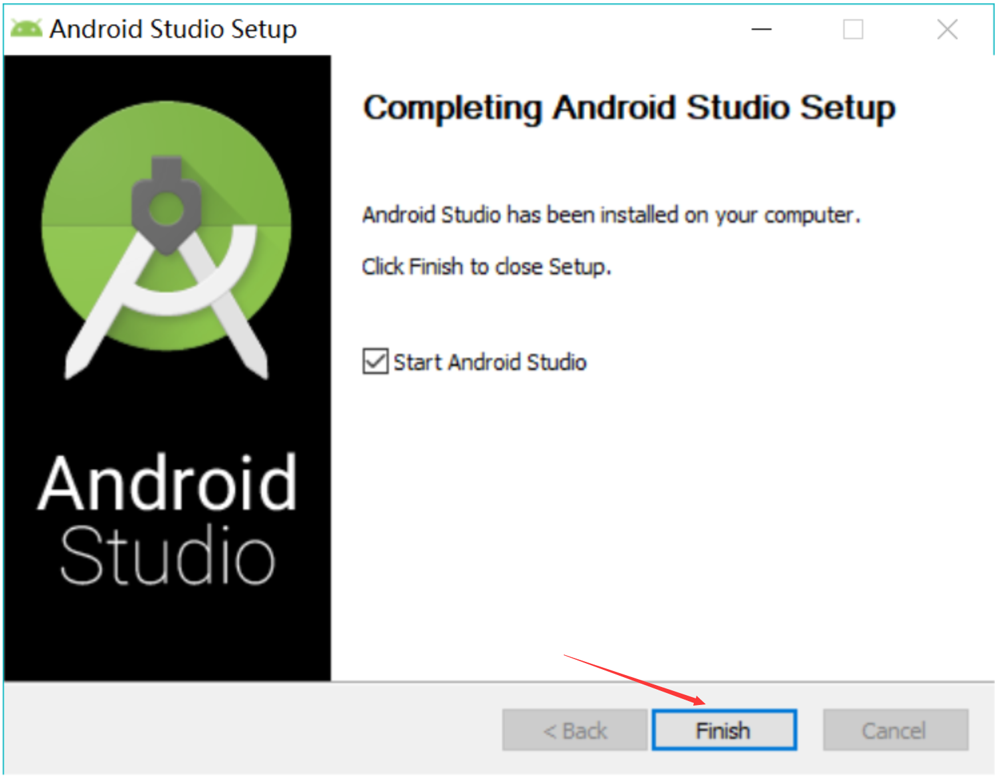 Android Studio Setup
Completing Android Studio Setup
Android Studio has been installed on your computer.
Click Finish to close Setup.
Start Android Studio
Android
Studio
< Back
Finish
Cancel